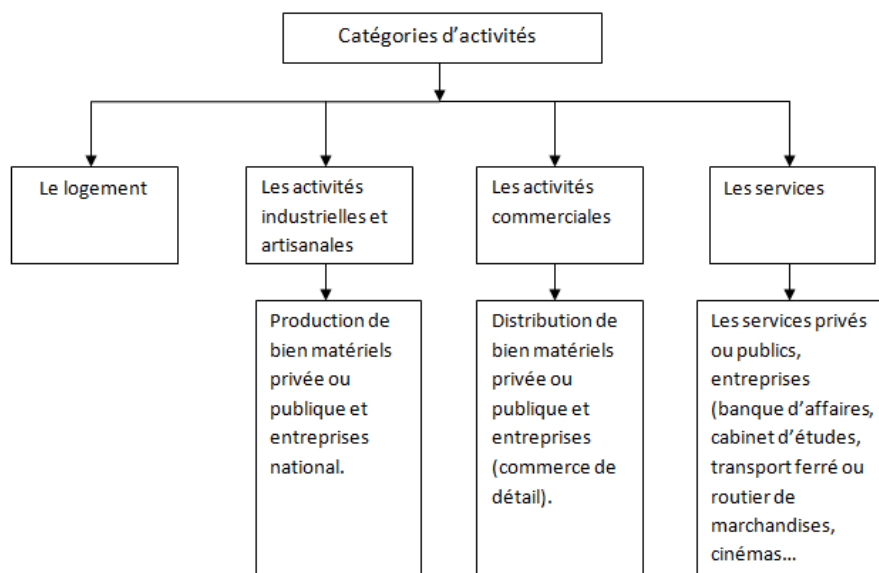 Catégories d’activités
Le logement
Les activités
industrielles et
artisanales
Les activités
commerciales
Les services
Production de
bien matériels
privée ou
publique et
entreprises
national.
Distribution de
bien matériels
privée ou
publique et
entreprises
(commerce de
détail).
Les services privés
ou publics,
entreprises
(banque d’affaires,
cabinet d’études,
transport ferré ou
routier de
marchandises,
cinémas...